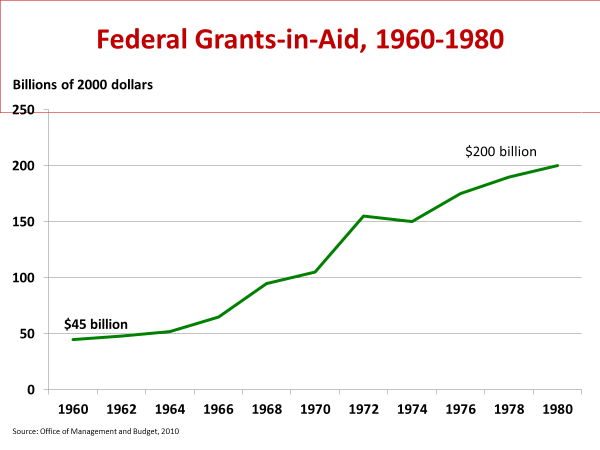 Federal Grants-in-Aid, 1960-1980
Billions of 2000 dollars
250
$200 billion
200
150
100
$45 billion
50
0
1960 1962 1964 1966 1968 1970 1972 1974 1976 1978 1980
Source: Office of Management and Budget, 2010